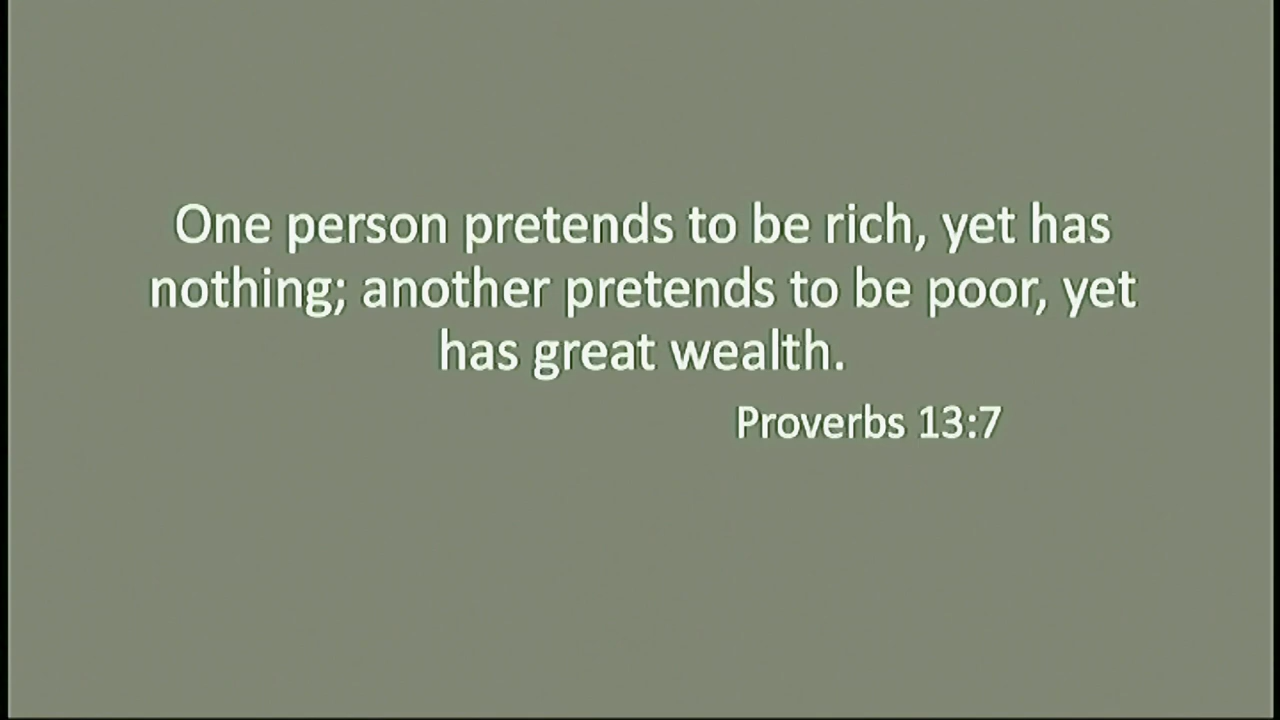 One person pretends to be rich, yet has
nothing; another pretends to be poor, yet
has great wealth.
Proverbs 13:7